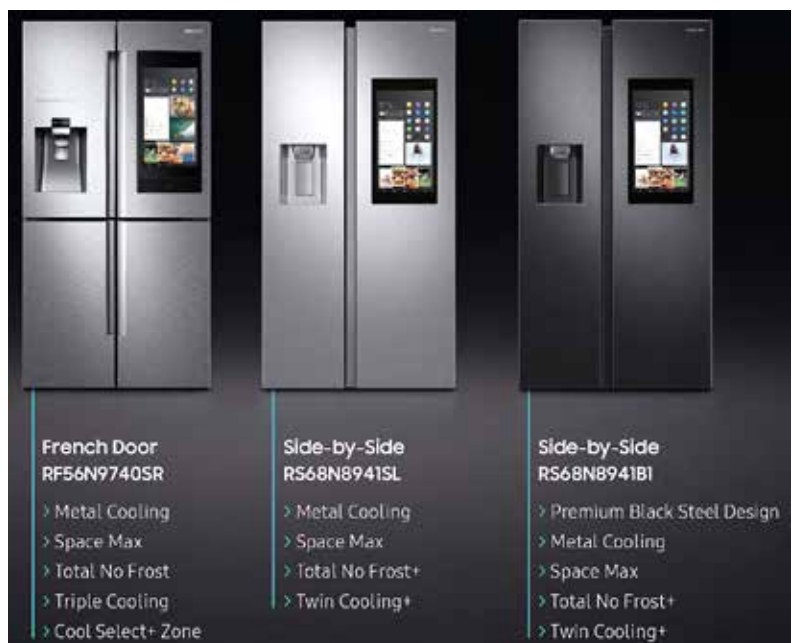 French Door
RF56N9740SR
> Metal Cooling
> Space Max
> Total No Frost
> Triple Cooling
> Cool Select+ Zone
Side-by-Side
RS68N8941SL
> Metal Cooling
> Space Max
> Total No Frost+
> Twin Cooling+
Side-by-Side
RS68N8941B1
> Premium Black Steel Design
> Metal Cooling
> Space Max
> Total No Frost+
> Twin Cooling+